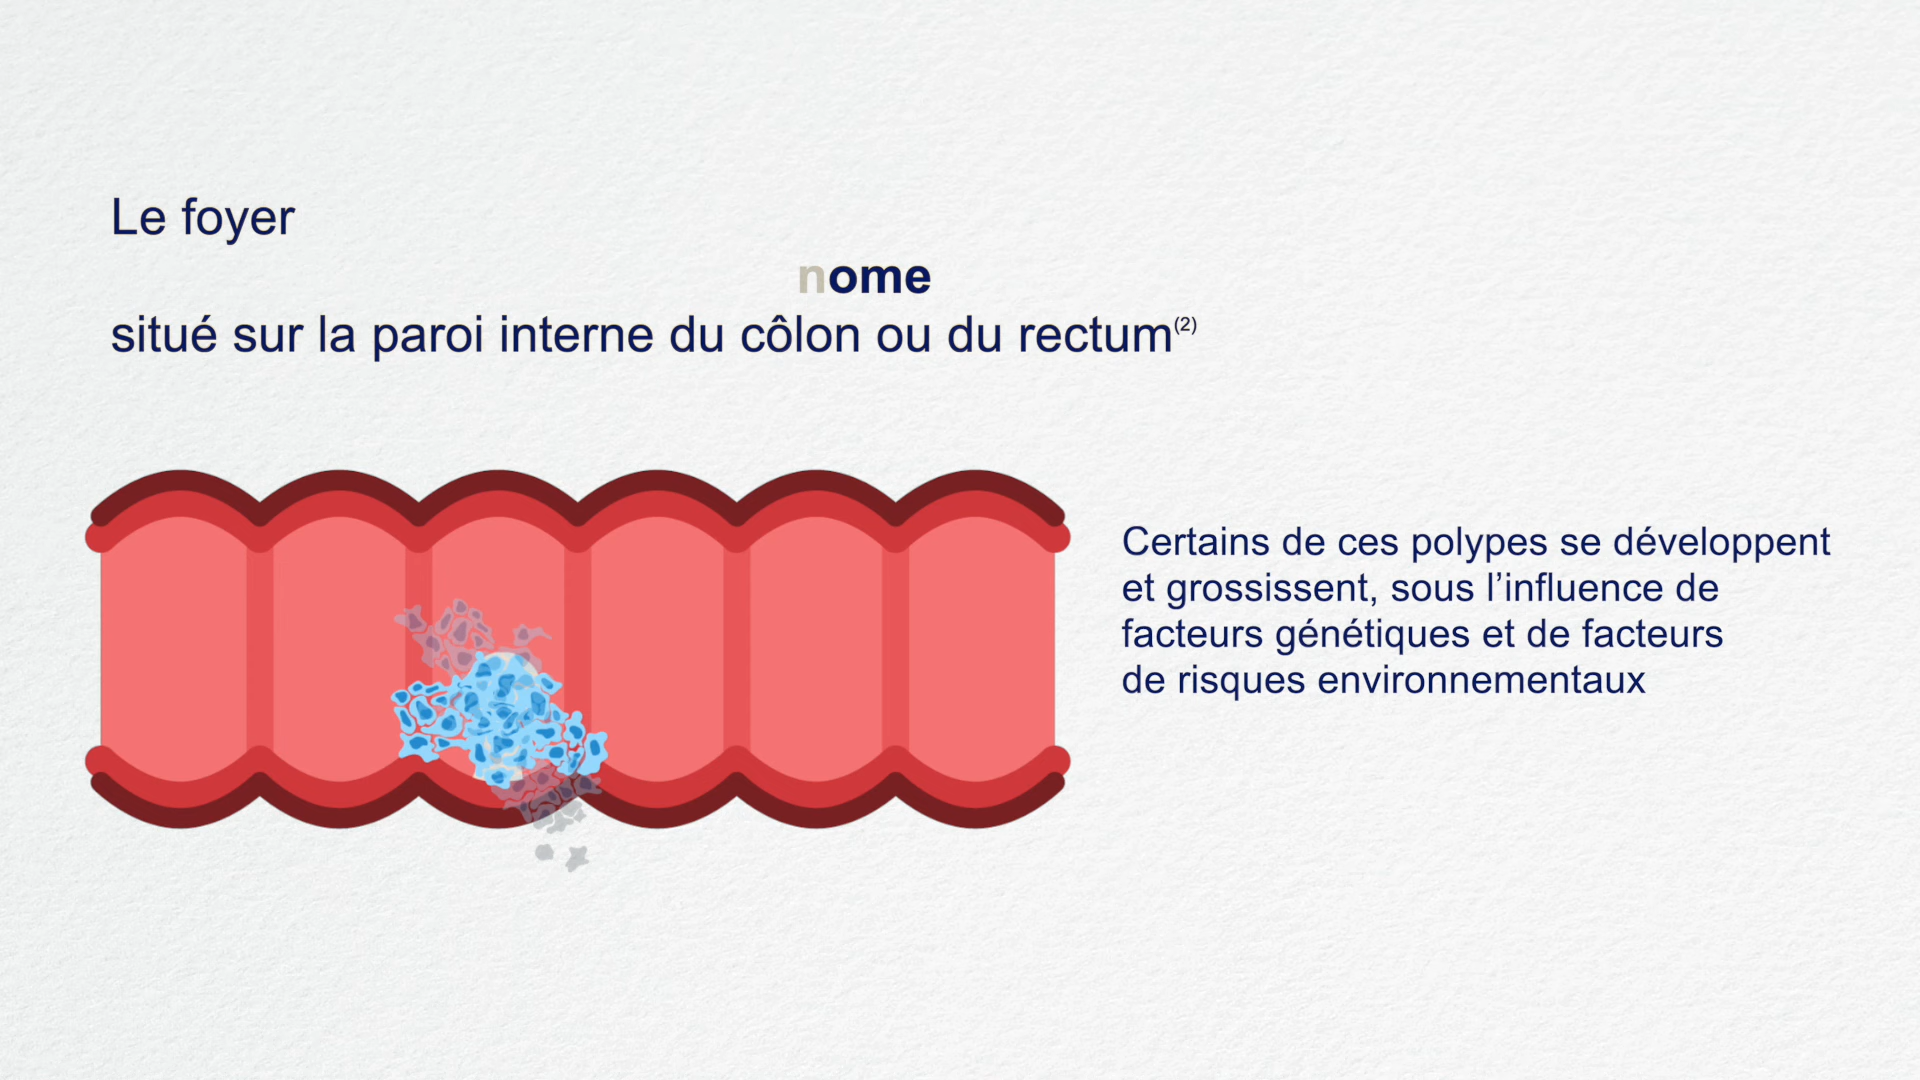 Le foyer
nome
situé sur la paroi interne du côlon ou du rectum(2)
Certains de ces polypes se développent
et grossissent, sous l’influence de
facteurs génétiques et de facteurs
de risques environnementaux